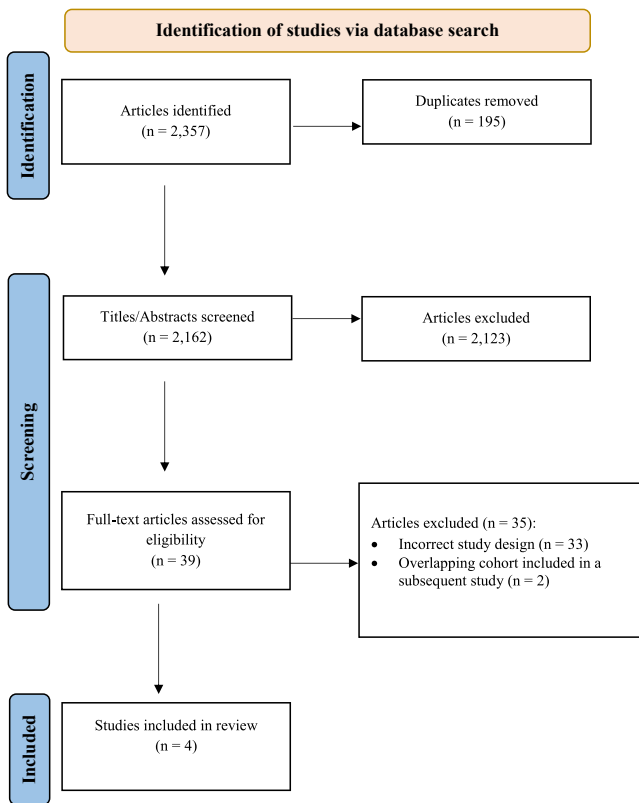 Identification of studies via database search
Identification
Articles identified
(n = 2,357)
Duplicates removed
(n = 195)
Screening
Titles/Abstracts screened
(n = 2,162)
Articles excluded
(n = 2,123)
Full-text articles assessed for
eligibility
(n = 39)
Articles excluded (n = 35):
• Incorrect study design (n = 33)
• Overlapping cohort included in a
subsequent study (n = 2)
Included
Studies included in review
(n = 4)